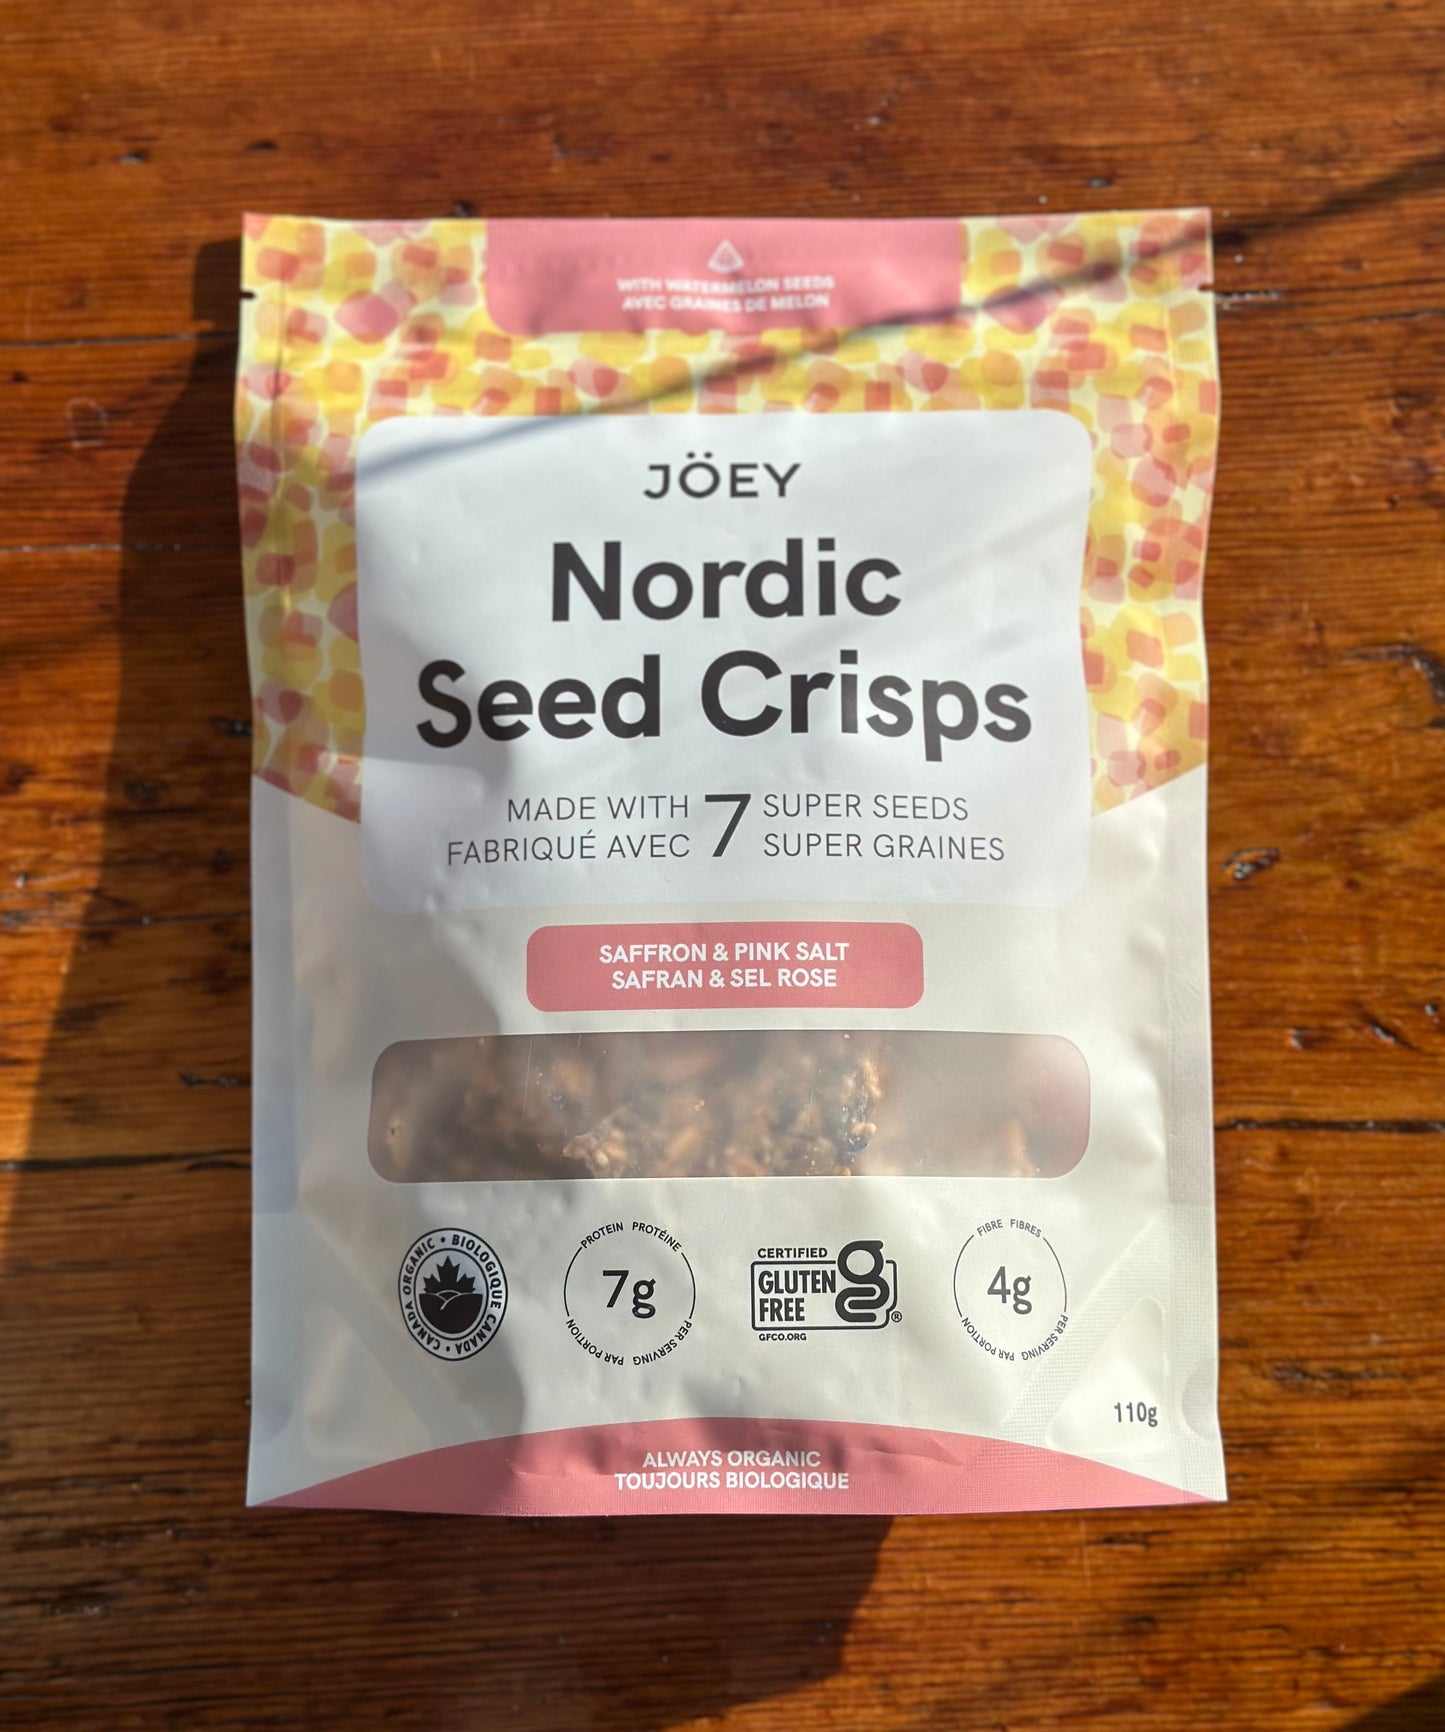 WITH WATERMELON SEEDS
AVEC GRAINES DE MELON
JÖEY
Nordic
Seed Crisps
MADE WITH 7 SUPER SEEDS
FABRIQUÉ AVEC SUPER GRAINES
SAFFRON & PINK SALT
SAFRAN & SEL ROSE
CANADA ORGANIC • BIOLOGIQUE CANADA •
PROTEIN PROTÉINE
7g
PER SERVING PAR PORTION
CERTIFIED
GLUTEN
FREE
g
®
GFCO.ORG
FIBRE FIBRES
4g
PER SERVING PAR PORTION
110g
ALWAYS ORGANIC
TOUJOURS BIOLOGIQUE